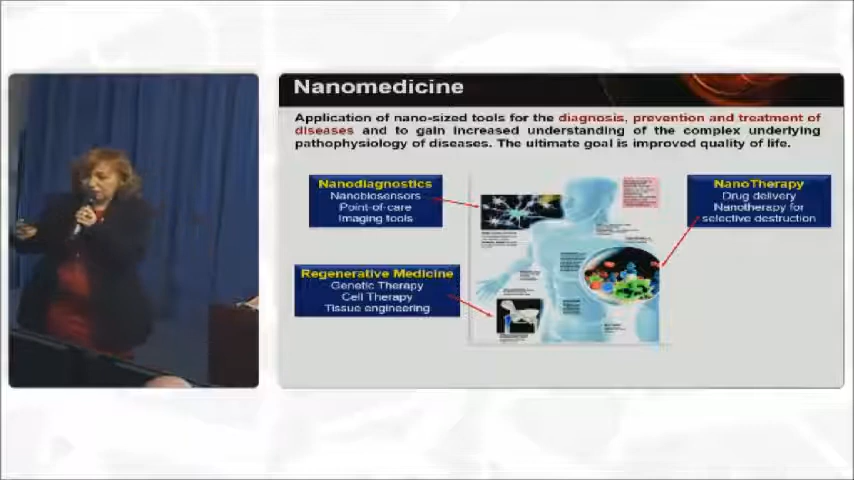 Nanomedicine
Application of nano-sized tools for the diagnosis, prevention and treatment of
diseases and to gain increased understanding of the complex underlying
pathophysiology of diseases. The ultimate goal is improved quality of life.
Nanodiagnostics
Nanobiosensors
Point-of-care
Imaging tools
NanoTherapy
Drug delivery
Nanotherapy for
selective destruction
Regenerative Medicine
Genetic Therapy
Cell Therapy
Tissue engineering